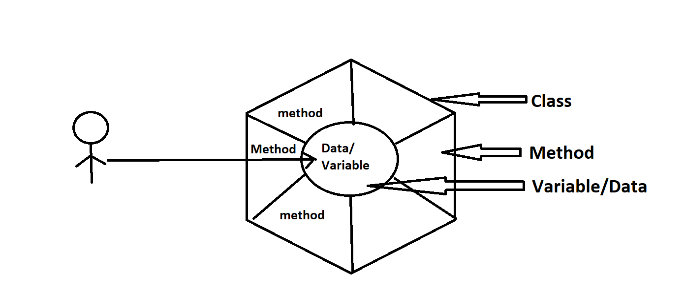 Class
method
Method
Data/
Variable
Method
Variable/Data
method